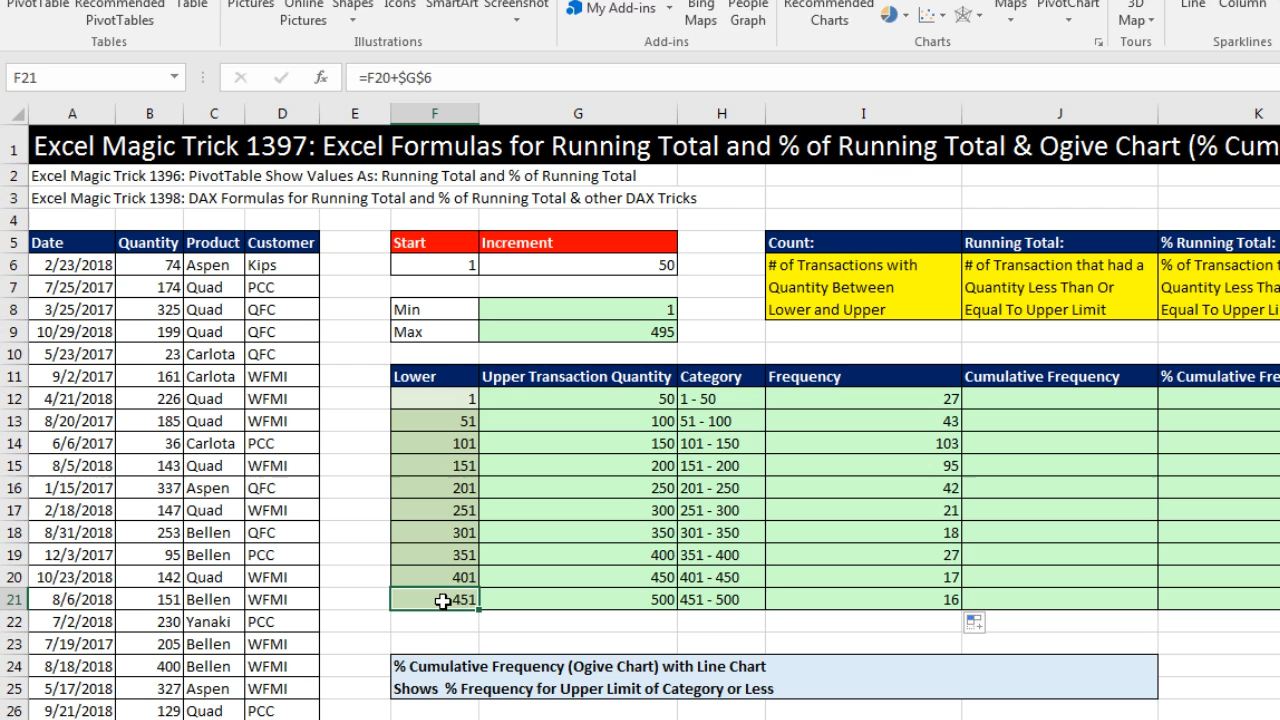 PivotTable Recommended Table Pictures Online Shapes Icons SmartArt Screenshot My Add-ins Bing People Recommended Maps PivotChart 3D Line Column
PivotTables Pictures Maps Graph Charts Map
Tables Illustrations Add-ins Charts Tours Sparklines
F21 fx =F20+$G$6
A B C D E F G H I J K
1 Excel Magic Trick 1397: Excel Formulas for Running Total and % of Running Total & Ogive Chart (% Cum
2 Excel Magic Trick 1396: PivotTable Show Values As: Running Total and % of Running Total
3 Excel Magic Trick 1398: DAX Formulas for Running Total and % of Running Total & other DAX Tricks
4
5 Date Quantity Product Customer Start Increment Count: Running Total: % Running Total:
6 2/23/2018 74 Aspen Kips 1 50 # of Transactions with # of Transaction that had a % of Transaction t
7 7/25/2017 174 Quad PCC Quantity Between Quantity Less Than Or Quantity Less Tha
8 3/25/2017 325 Quad QFC Min 1 Lower and Upper Equal To Upper Limit Equal To Upper Li
9 10/29/2018 199 Quad QFC Max 495
10 5/23/2017 23 Carlota QFC
11 9/2/2017 161 Carlota WFMI Lower Upper Transaction Quantity Category Frequency Cumulative Frequency % Cumulative Fre
12 4/21/2018 226 Quad WFMI 1 50 1 - 50 27
13 8/20/2017 185 Quad WFMI 51 100 51 - 100 43
14 6/6/2017 36 Carlota PCC 101 150 101 - 150 103
15 8/5/2018 143 Quad WFMI 151 200 151 - 200 95
16 1/15/2017 337 Aspen QFC 201 250 201 - 250 42
17 2/18/2018 147 Quad WFMI 251 300 251 - 300 21
18 8/31/2018 253 Bellen QFC 301 350 301 - 350 18
19 12/3/2017 95 Bellen PCC 351 400 351 - 400 27
20 10/23/2018 142 Quad WFMI 401 450 401 - 450 17
21 8/6/2018 151 Bellen WFMI 451 500 451 - 500 16
22 7/2/2018 230 Yanaki PCC
23 7/19/2017 205 Bellen WFMI
24 8/18/2018 400 Bellen WFMI % Cumulative Frequency (Ogive Chart) with Line Chart
25 5/17/2018 327 Aspen WFMI Shows % Frequency for Upper Limit of Category or Less
26 9/21/2018 129 Quad PCC